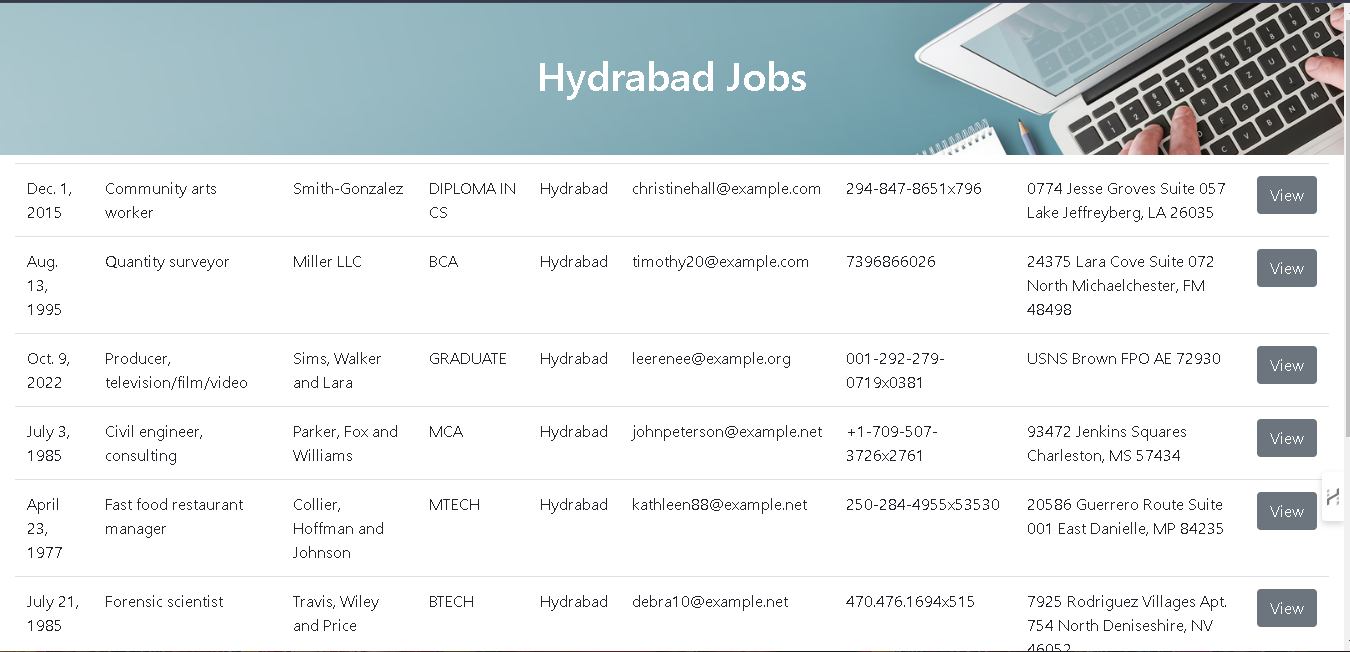 Hydrabad Jobs
Dec. 1, Community arts Smith-Gonzalez DIPLOMA IN Hydrabad christinehall@example.com 294-847-8651x796 0774 Jesse Groves Suite 057 View
2015 worker CS Lake Jeffreyberg, LA 26035
Aug. Quantity surveyor Miller LLC BCA Hydrabad timothy20@example.com 7396866026 24375 Lara Cove Suite 072 View
13, North Michaelchester, FM
1995 48498
Oct. 9, Producer, Sims, Walker GRADUATE Hydrabad leerenee@example.org 001-292-279- USNS Brown FPO AE 72930 View
2022 television/film/video and Lara 0719x0381
July 3, Civil engineer, Parker, Fox and MCA Hydrabad johnpeterson@example.net +1-709-507- 93472 Jenkins Squares View
1985 consulting Williams 3726x2761 Charleston, MS 57434
April Fast food restaurant Collier, MTECH Hydrabad kathleen88@example.net 250-284-4955x53530 20586 Guerrero Route Suite View
23, manager Hoffman and 001 East Danielle, MP 84235
1977 Johnson
July 21, Forensic scientist Travis, Wiley BTECH Hydrabad debra10@example.net 470.476.1694x515 7925 Rodriguez Villages Apt. View
1985 and Price 754 North Deniseshire, NV
46052